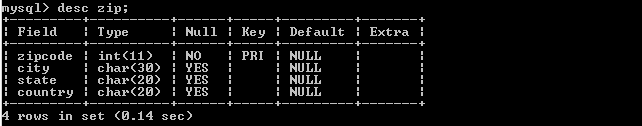 mysql> desc zip;
+----------+----------+------+-----+---------+-------+
| Field    | Type     | Null | Key | Default | Extra |
+----------+----------+------+-----+---------+-------+
| zipcode  | int(11)  | NO   | PRI | NULL    |       |
| city     | char(30) | YES  |     | NULL    |       |
| state    | char(20) | YES  |     | NULL    |       |
| country  | char(20) | YES  |     | NULL    |       |
+----------+----------+------+-----+---------+-------+
4 rows in set (0.14 sec)